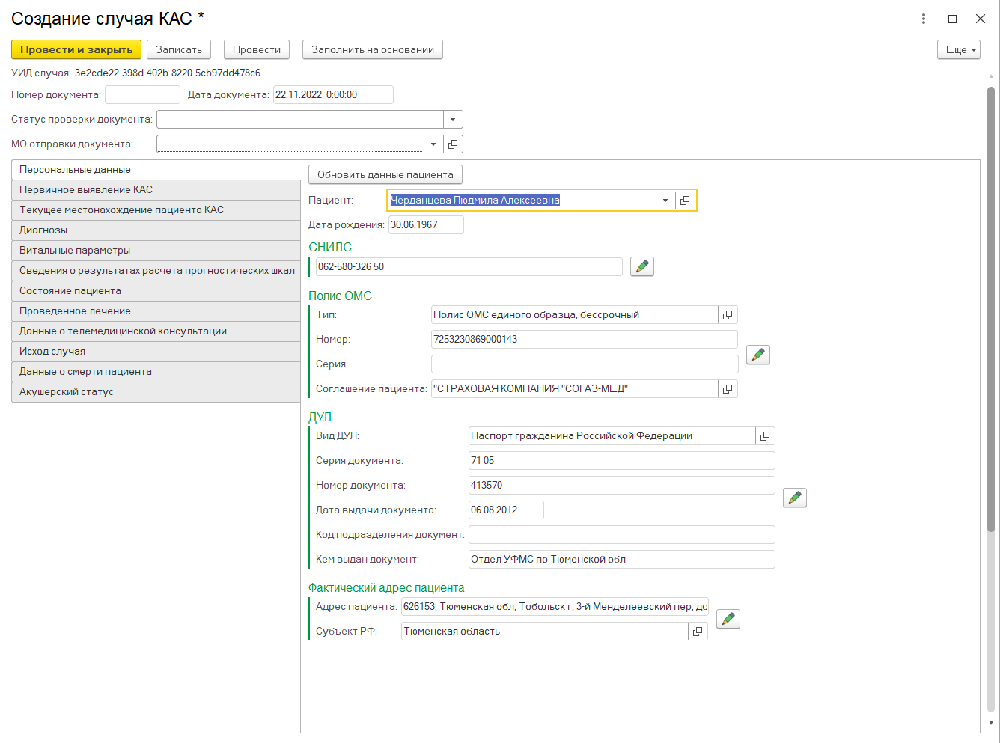 Создание случая КАС *
Провести и закрыть Записать Провести Заполнить на основании Еще
УИД случая: 3e2cde22-398d-402b-8220-5cb97dd478c6
Номер документа: Дата документа: 22.11.2022 0:00:00
Статус проверки документа:
МО отправки документа:
Персональные данные
Первичное выявление КАС
Текущее местонахождение пациента КАС
Диагнозы
Витальные параметры
Сведения о результатах расчета прогностических шкал
Состояние пациента
Проведенное лечение
Данные о телемедицинской консультации
Исход случая
Данные о смерти пациента
Акушерский статус
Обновить данные пациента
Пациент: Черданцева Людмила Алексеевна
Дата рождения: 30.06.1967
СНИЛС
062-580-326 50
Полис ОМС
Тип: Полис ОМС единого образца, бессрочный
Номер: 7253230869000143
Серия:
Соглашение пациента: "СТРАХОВАЯ КОМПАНИЯ "СОГАЗ-МЕД"
ДУЛ
Вид ДУЛ: Паспорт гражданина Российской Федерации
Серия документа: 71 05
Номер документа: 413570
Дата выдачи документа: 06.08.2012
Код подразделения документ:
Кем выдан документ: Отдел УФМС по Тюменской обл
Фактический адрес пациента
Адрес пациента: 626153, Тюменская обл, Тобольск г, 3-й Менделеевский пер, до
Субъект РФ: Тюменская область